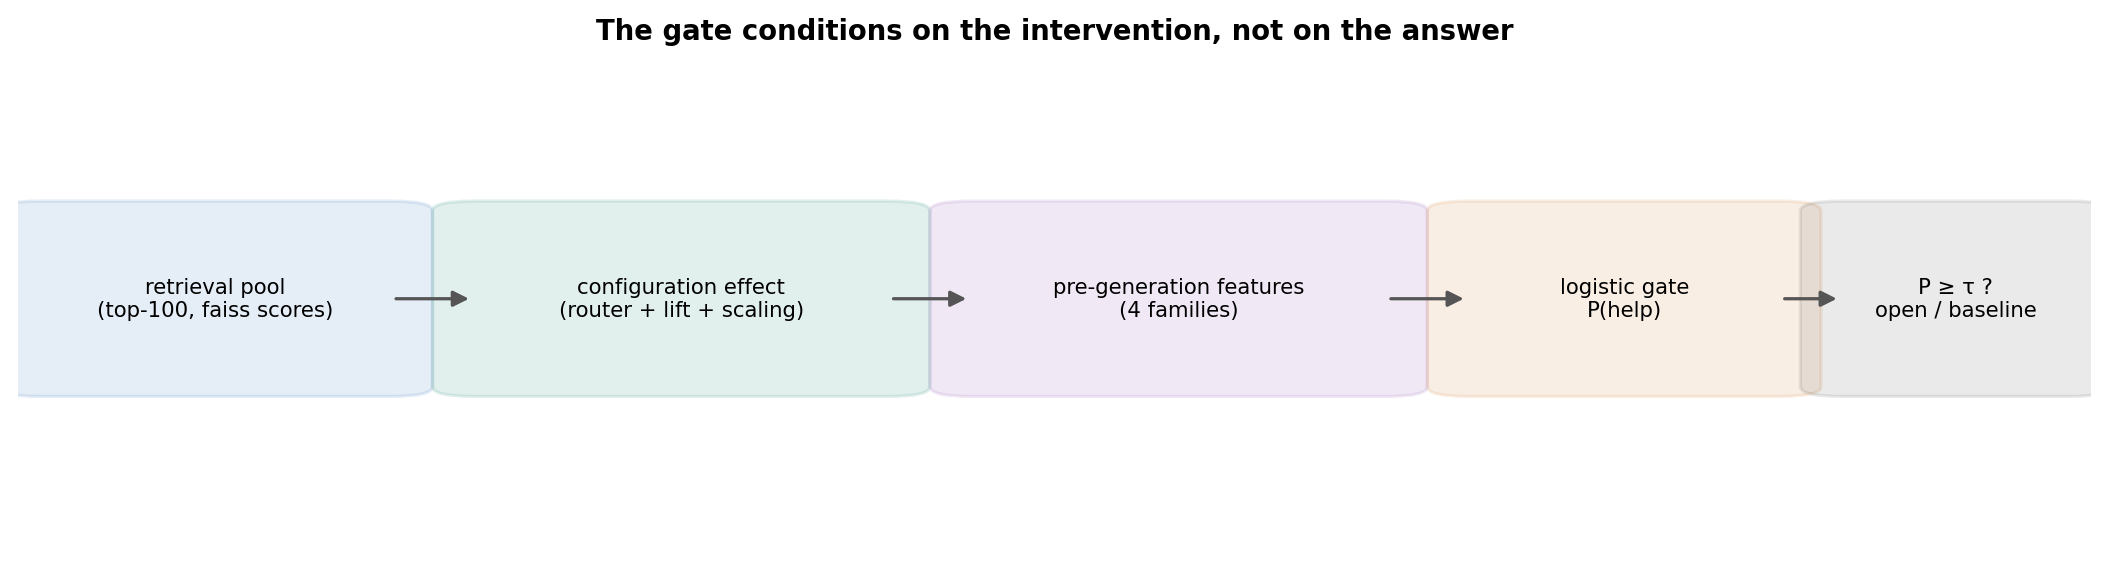 The gate conditions on the intervention, not on the answer
retrieval pool
(top-100, faiss scores)
configuration effect
(router + lift + scaling)
pre-generation features
(4 families)
logistic gate
P(help)
P ≥ τ ?
open / baseline